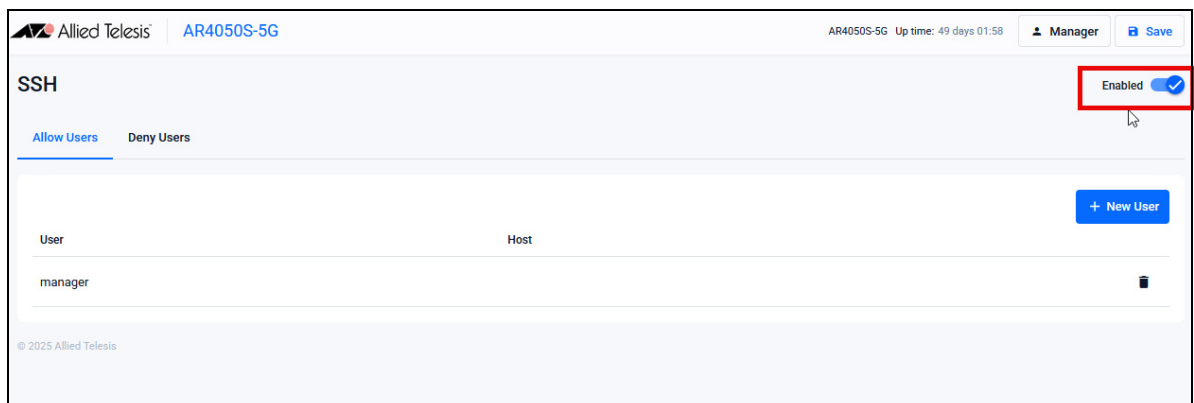 Allied Telesis AR4050S-5G AR4050S-5G Up time: 49 days 01:58 Manager Save
SSH Enabled
Allow Users Deny Users
+ New User
User Host
manager
© 2025 Allied Telesis